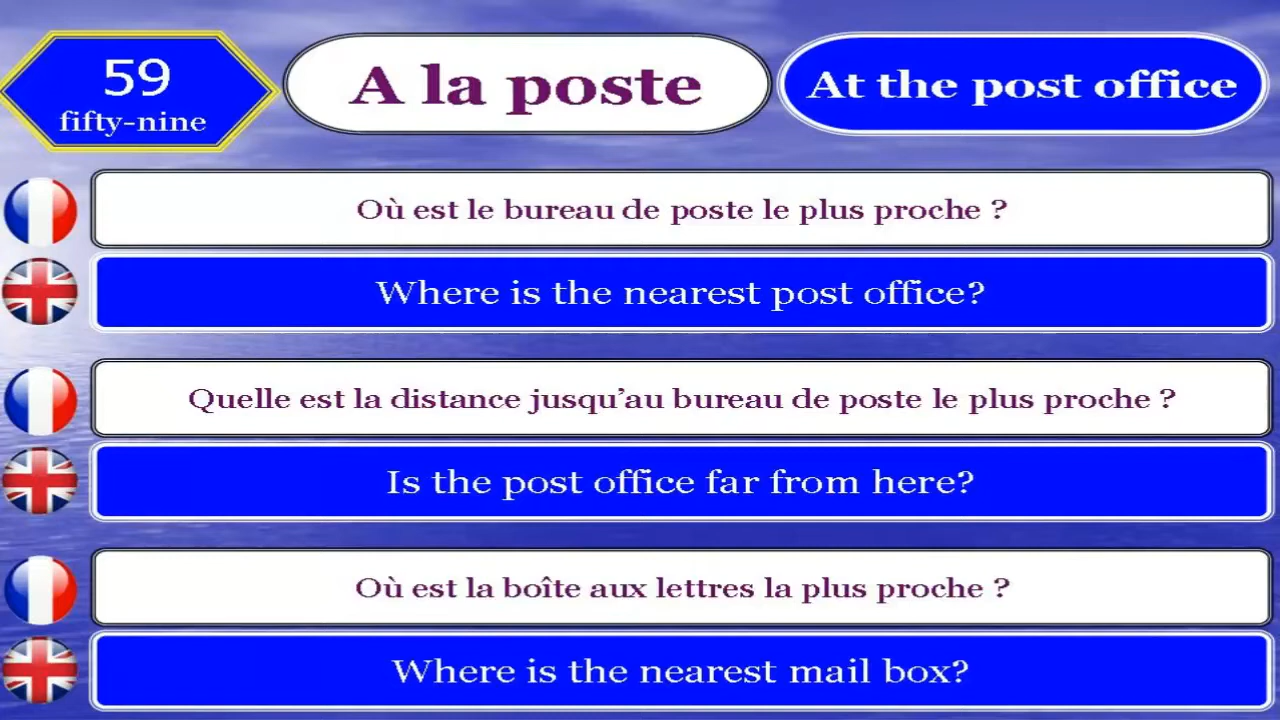 59
fifty-nine
A la poste
At the post office
Où est le bureau de poste le plus proche ?
Where is the nearest post office?
Quelle est la distance jusqu’au bureau de poste le plus proche ?
Is the post office far from here?
Où est la boîte aux lettres la plus proche ?
Where is the nearest mail box?